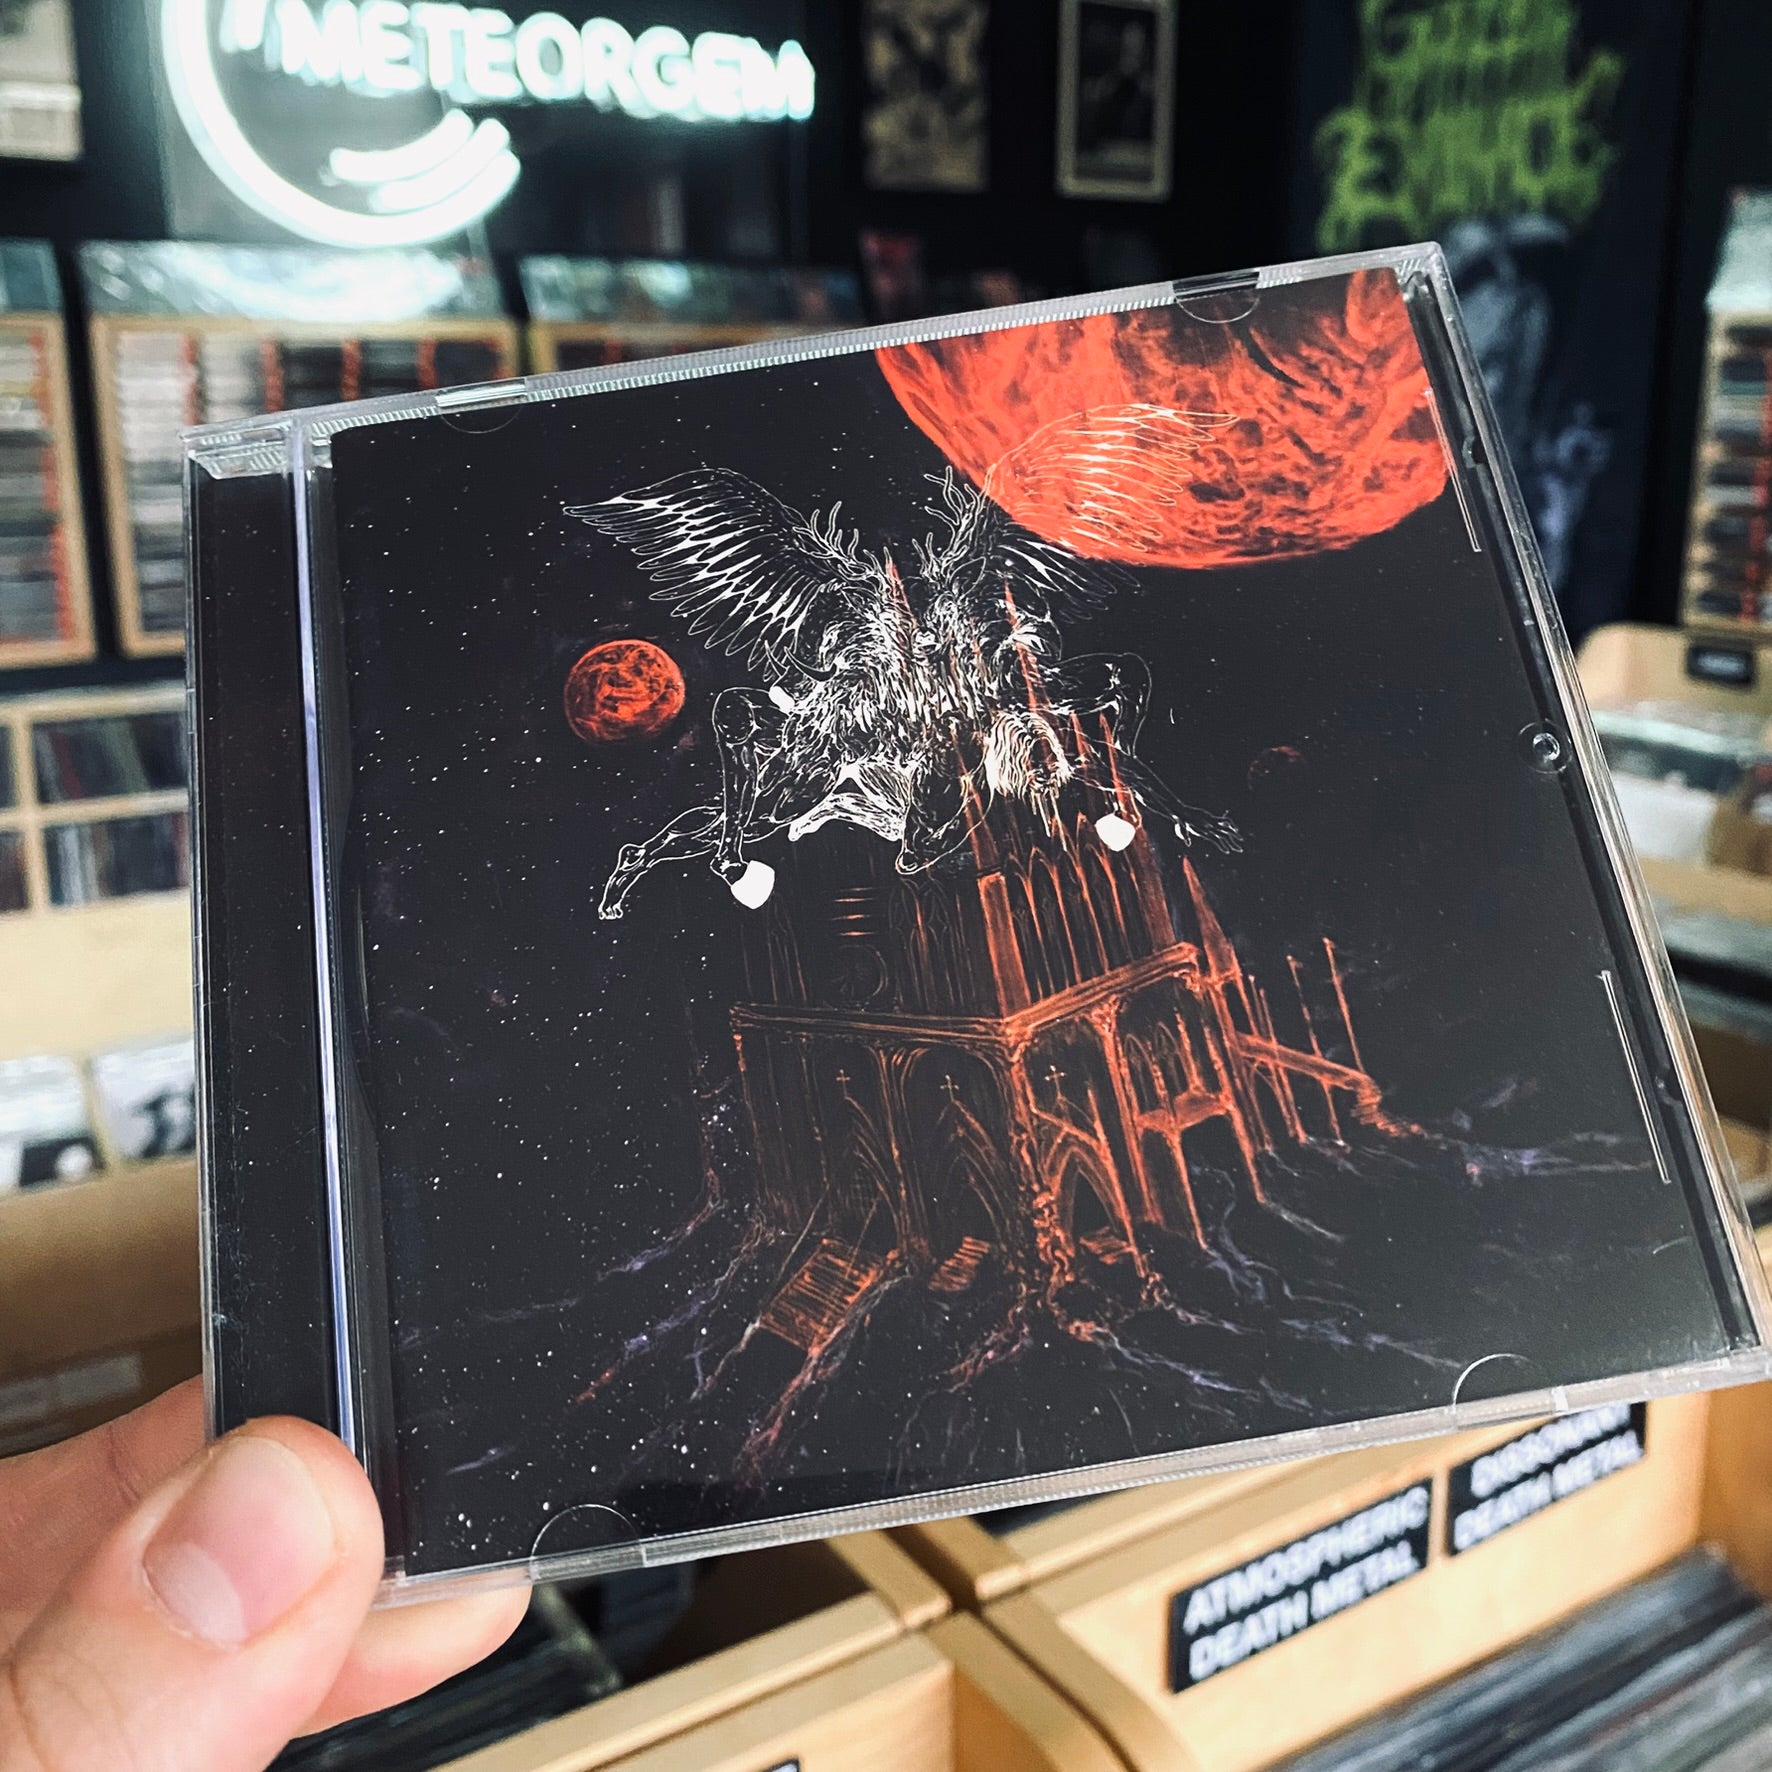 METEORGEM
ATMOSPHERIC
DEATH METAL
DISSONANT
DEATH METAL